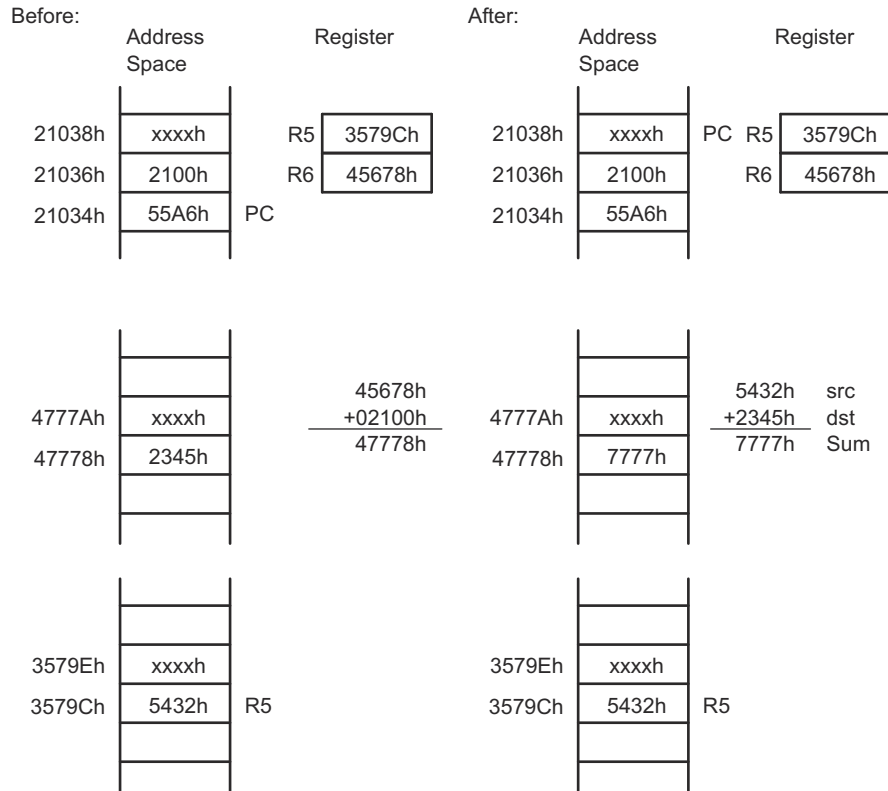 Before:
Address Space
Register
21038h xxxxh R5 3579Ch
21036h 2100h R6 45678h
21034h 55A6h PC
4777Ah xxxxh
47778h 2345h
45678h
+02100h
47778h
3579Eh xxxxh
3579Ch 5432h R5
After:
Address Space
Register
21038h xxxxh PC R5 3579Ch
21036h 2100h R6 45678h
21034h 55A6h
4777Ah xxxxh
47778h 7777h
5432h src
+2345h dst
7777h Sum
3579Eh xxxxh
3579Ch 5432h R5